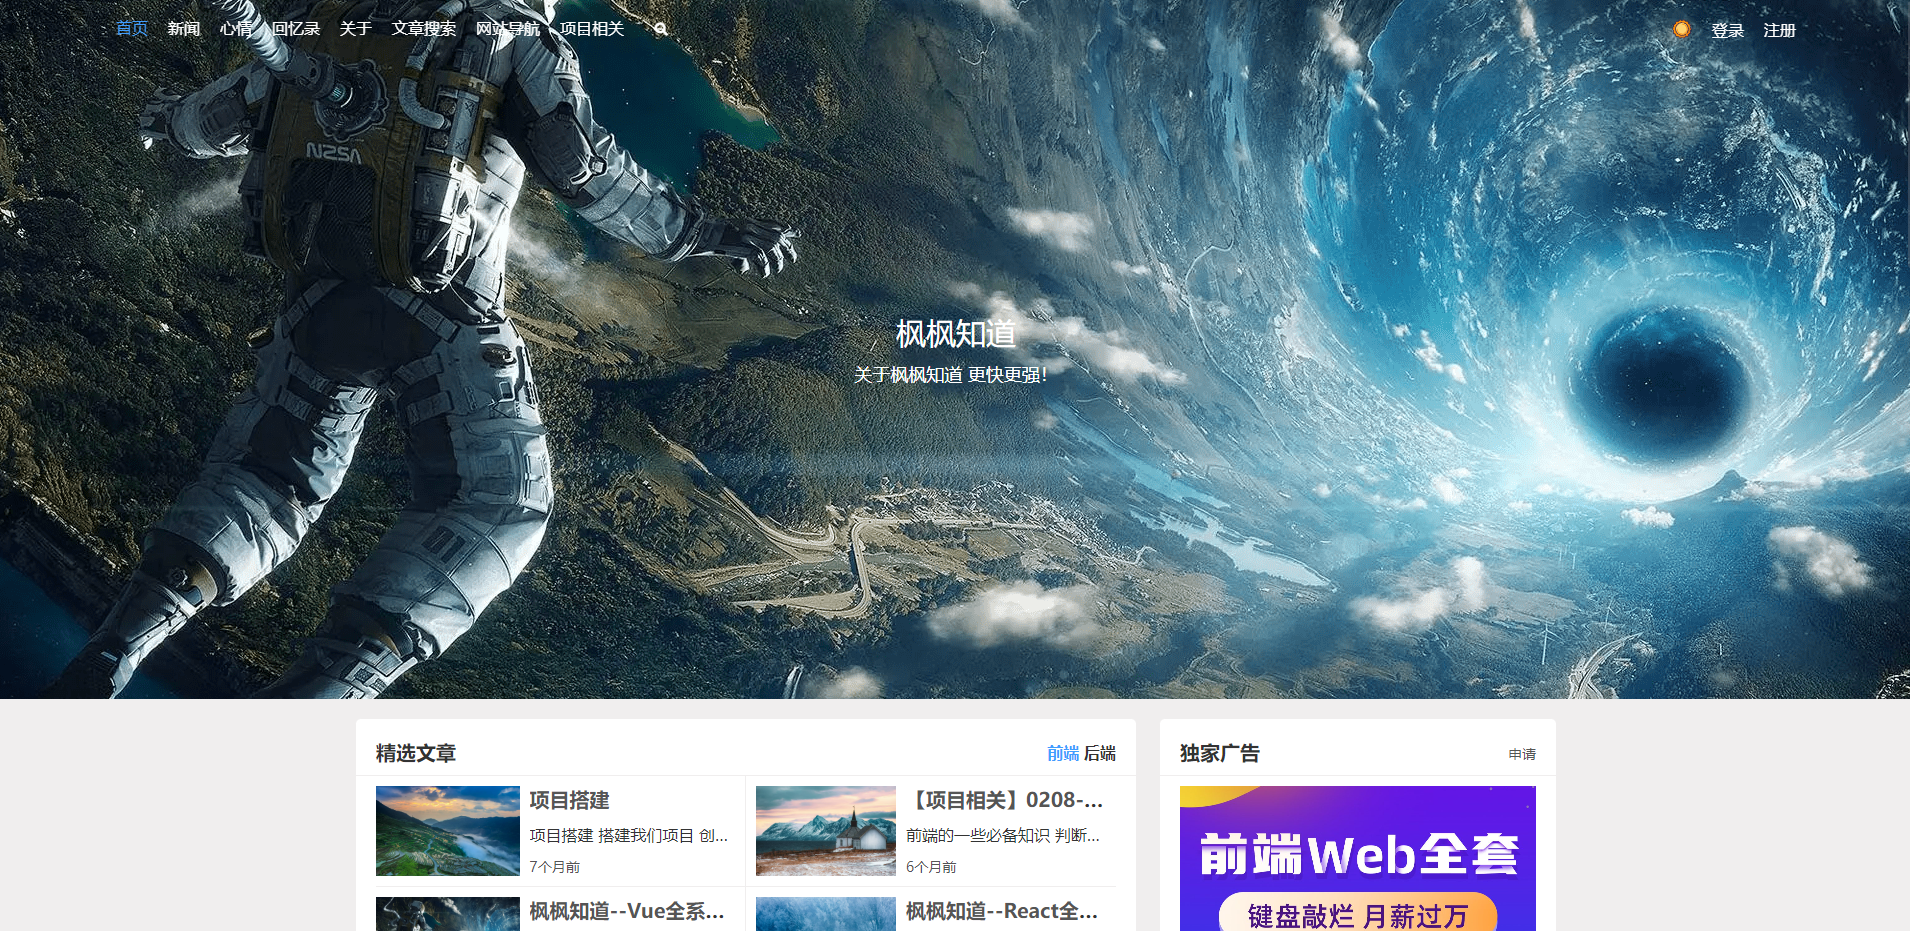 首页 新闻 心情 回忆录 关于 文章搜索 网站导航 项目相关 登录 注册
NZSA
枫枫知道
关于枫枫知道 更快更强！
精选文章 前端 后端
项目搭建
项目搭建 搭建我们项目 创...
7个月前
【项目相关】0208-...
前端的一些必备知识 判断...
6个月前
枫枫知道--Vue全系...
枫枫知道--React全...
独家广告 申请
前端Web全套
键盘敲烂 月薪过万